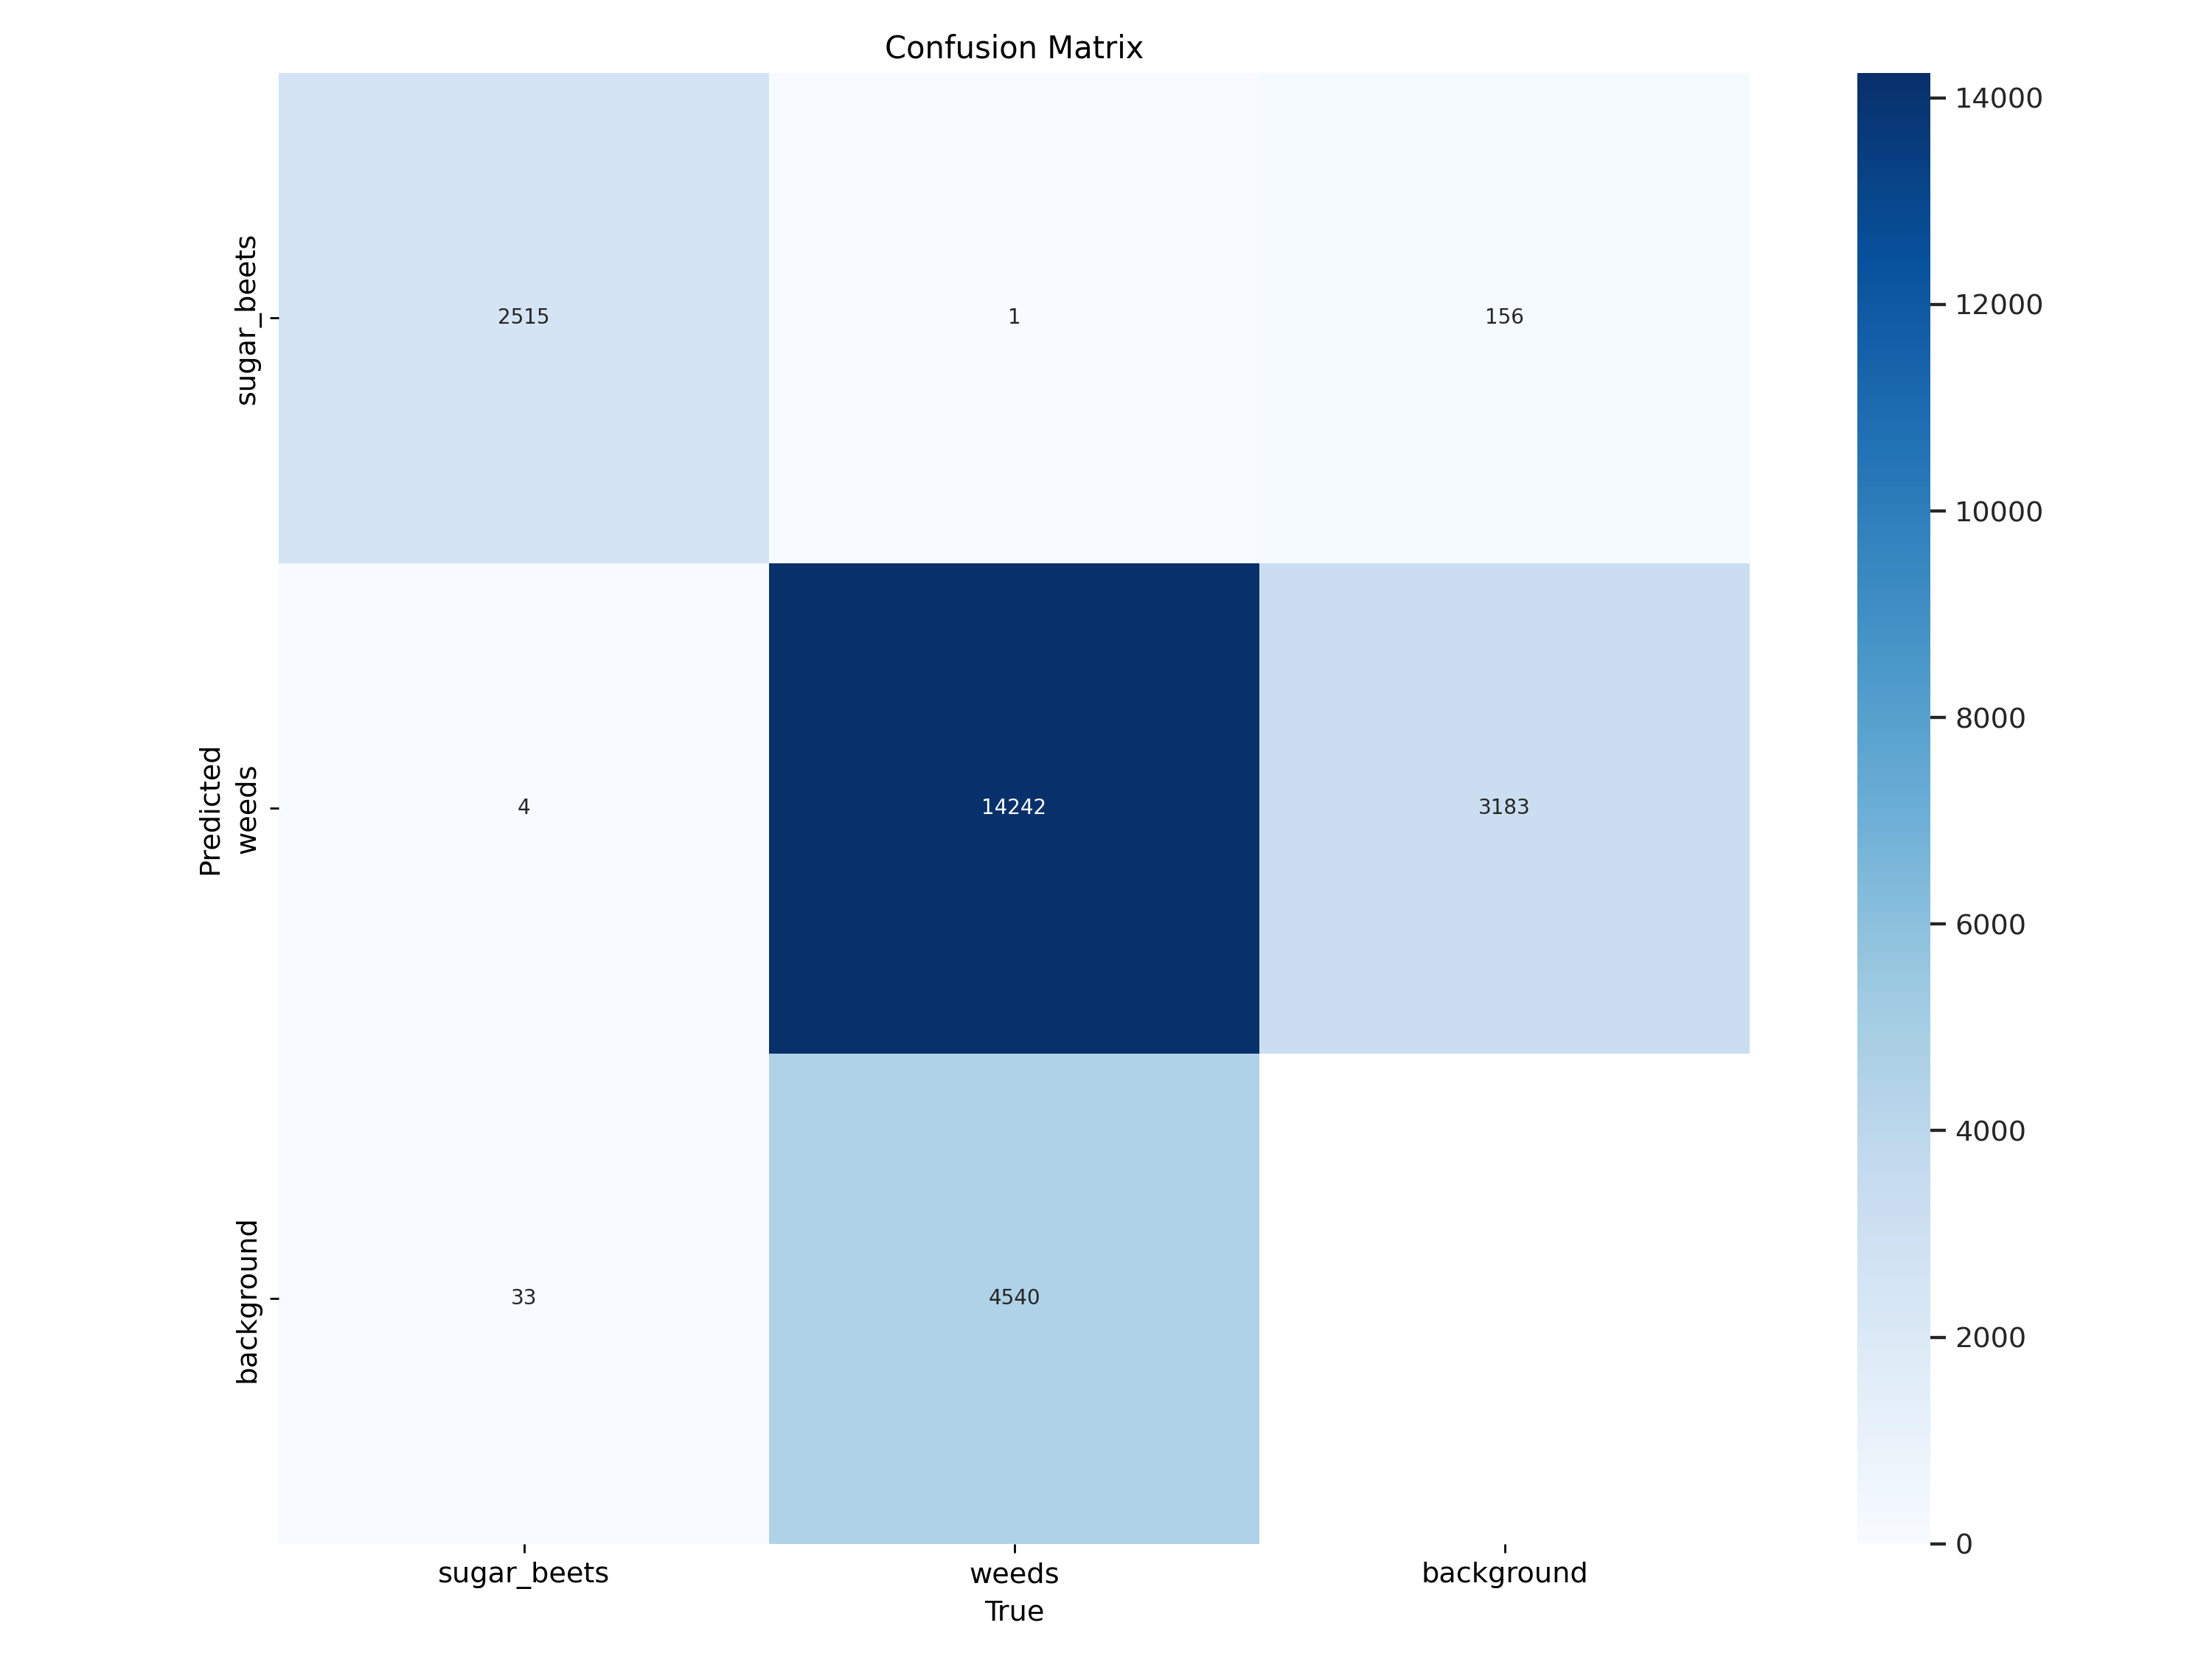 Confusion Matrix
sugar_beets
2515
1
156
Predicted
weeds
4
14242
3183
background
33
4540
sugar_beets
weeds
background
True
14000
12000
10000
8000
6000
4000
2000
0